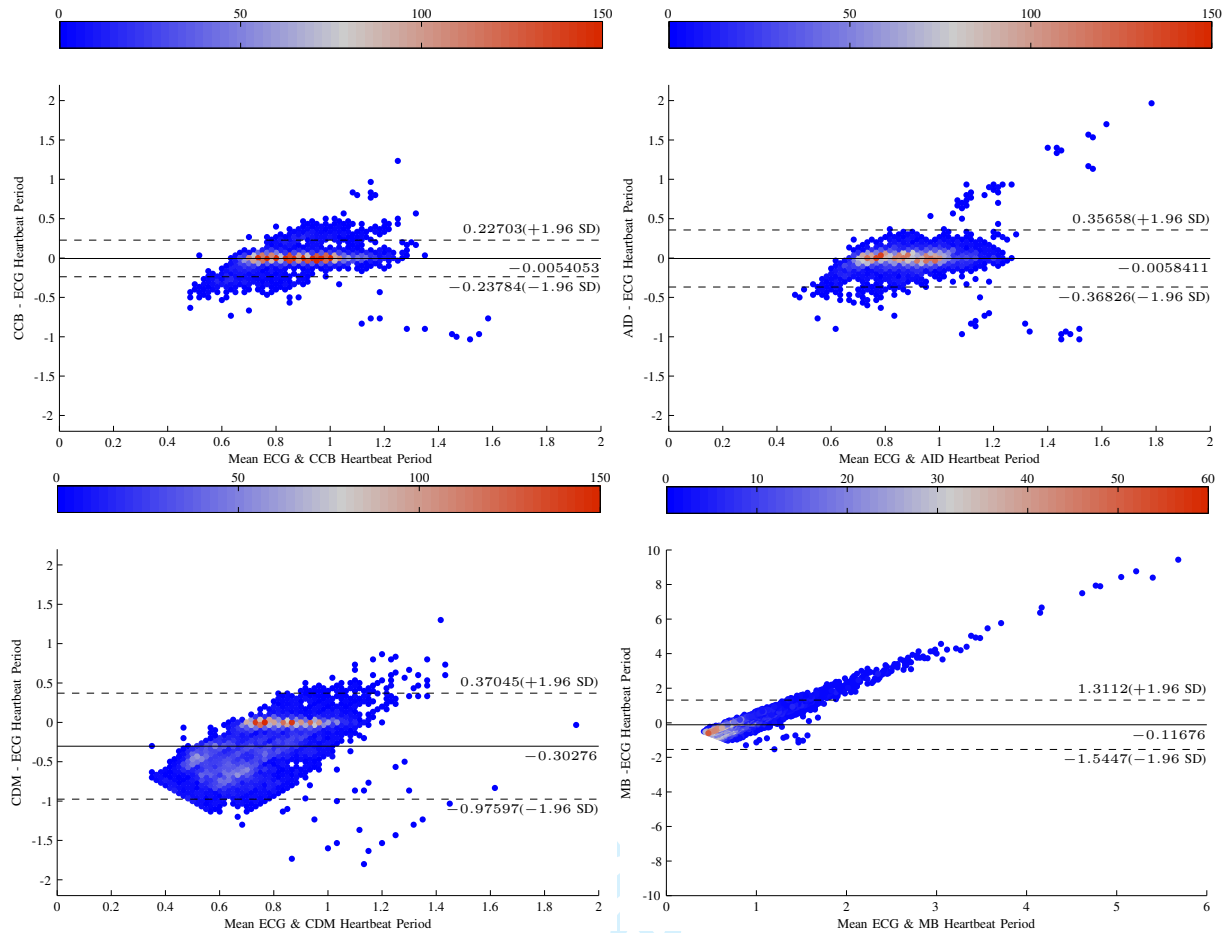 0 50 100 150
2
1.5
1
0.5
0
-0.5
-1
-1.5
-2
CCB - ECG Heartbeat Period
0.22703(+1.96 SD)
−0.0054053
−0.23784(−1.96 SD)
0 0.2 0.4 0.6 0.8 1 1.2 1.4 1.6 1.8 2
Mean ECG & CCB Heartbeat Period
0 50 100 150
2
1.5
1
0.5
0
-0.5
-1
-1.5
-2
AID - ECG Heartbeat Period
0.35658(+1.96 SD)
−0.0058411
−0.36826(−1.96 SD)
0 0.2 0.4 0.6 0.8 1 1.2 1.4 1.6 1.8 2
Mean ECG & AID Heartbeat Period
0 50 100 150
2
1.5
1
0.5
0
-0.5
-1
-1.5
-2
CDM - ECG Heartbeat Period
0.37045(+1.96 SD)
−0.30276
−0.97597(−1.96 SD)
0 0.2 0.4 0.6 0.8 1 1.2 1.4 1.6 1.8 2
Mean ECG & CDM Heartbeat Period
0 10 20 30 40 50 60
10
8
6
4
2
0
-2
-4
-6
-8
-10
MB -ECG Heartbeat Period
1.3112(+1.96 SD)
−0.11676
−1.5447(−1.96 SD)
0 1 2 3 4 5 6
Mean ECG & MB Heartbeat Period